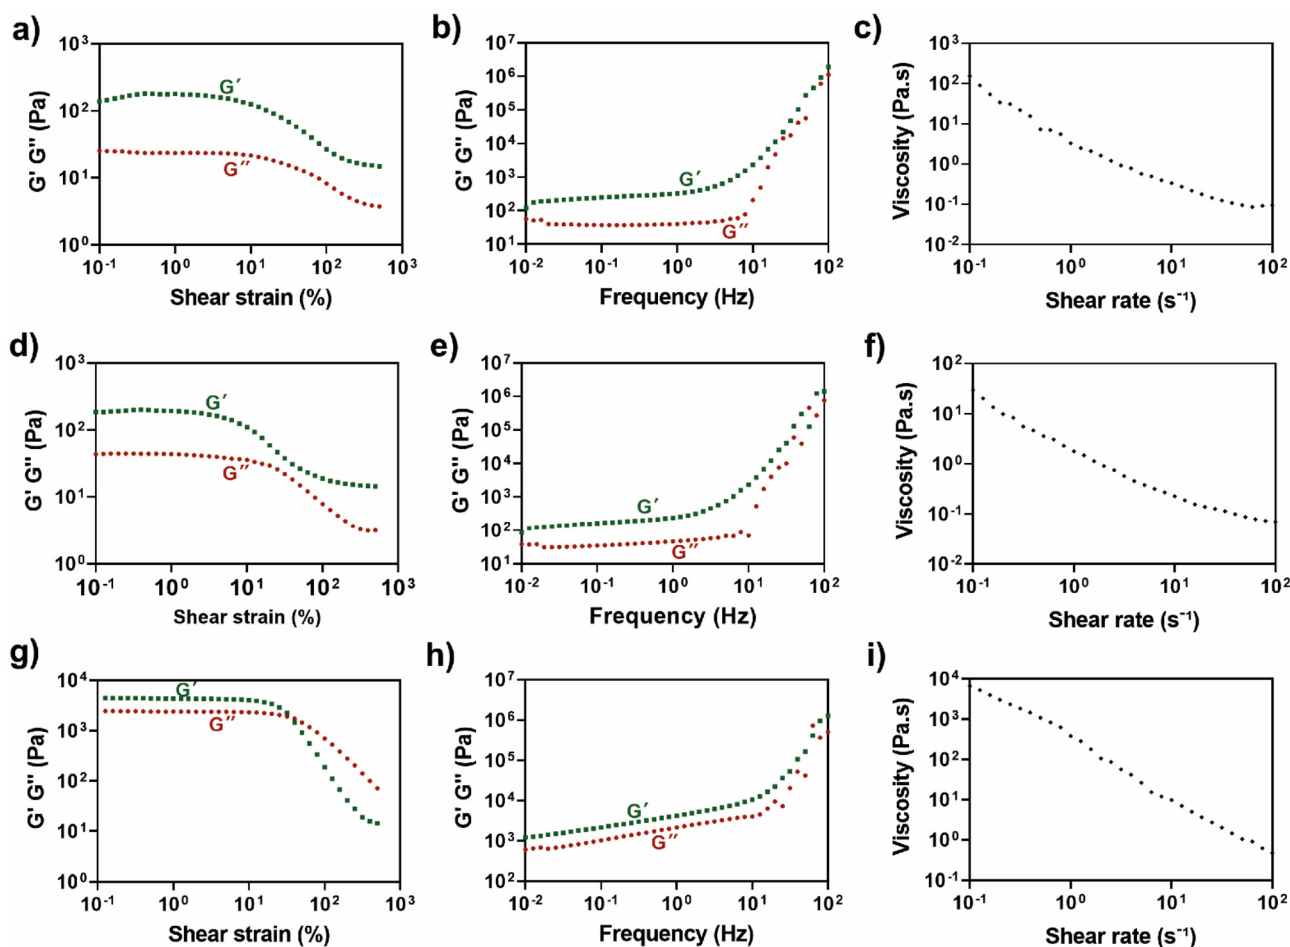 a)
10³
10²
10¹
10⁰
G' G" (Pa)
G′
G″
10⁻¹ 10⁰ 10¹ 10² 10³
Shear strain (%)
b)
10⁶
10⁵
10⁴
10³
10²
10¹
G' G" (Pa)
G′
G″
10⁻² 10⁻¹ 10⁰ 10¹ 10²
Frequency (Hz)
c)
10³
10²
10¹
10⁰
10⁻¹
10⁻²
Viscosity (Pa.s)
10⁻¹ 10⁰ 10¹ 10²
Shear rate (s⁻¹)
d)
10³
10²
10¹
10⁰
G' G" (Pa)
G′
G″
10⁻¹ 10⁰ 10¹ 10² 10³
Shear strain (%)
e)
10⁷
10⁶
10⁵
10⁴
10³
10²
10¹
G' G" (Pa)
G′
G″
10⁻² 10⁻¹ 10⁰ 10¹ 10²
Frequency (Hz)
f)
10²
10¹
10⁰
10⁻¹
10⁻²
Viscosity (Pa.s)
10⁻¹ 10⁰ 10¹ 10²
Shear rate (s⁻¹)
g)
10⁴
10³
10²
10¹
10⁰
G' G" (Pa)
G′
G″
10⁻¹ 10⁰ 10¹ 10² 10³
Shear strain (%)
h)
10⁷
10⁶
10⁵
10⁴
10³
10²
G' G" (Pa)
G′
G″
10⁻² 10⁻¹ 10⁰ 10¹ 10²
Frequency (Hz)
i)
10⁴
10³
10²
10¹
10⁰
10⁻¹
Viscosity (Pa.s)
10⁻¹ 10⁰ 10¹ 10²
Shear rate (s⁻¹)